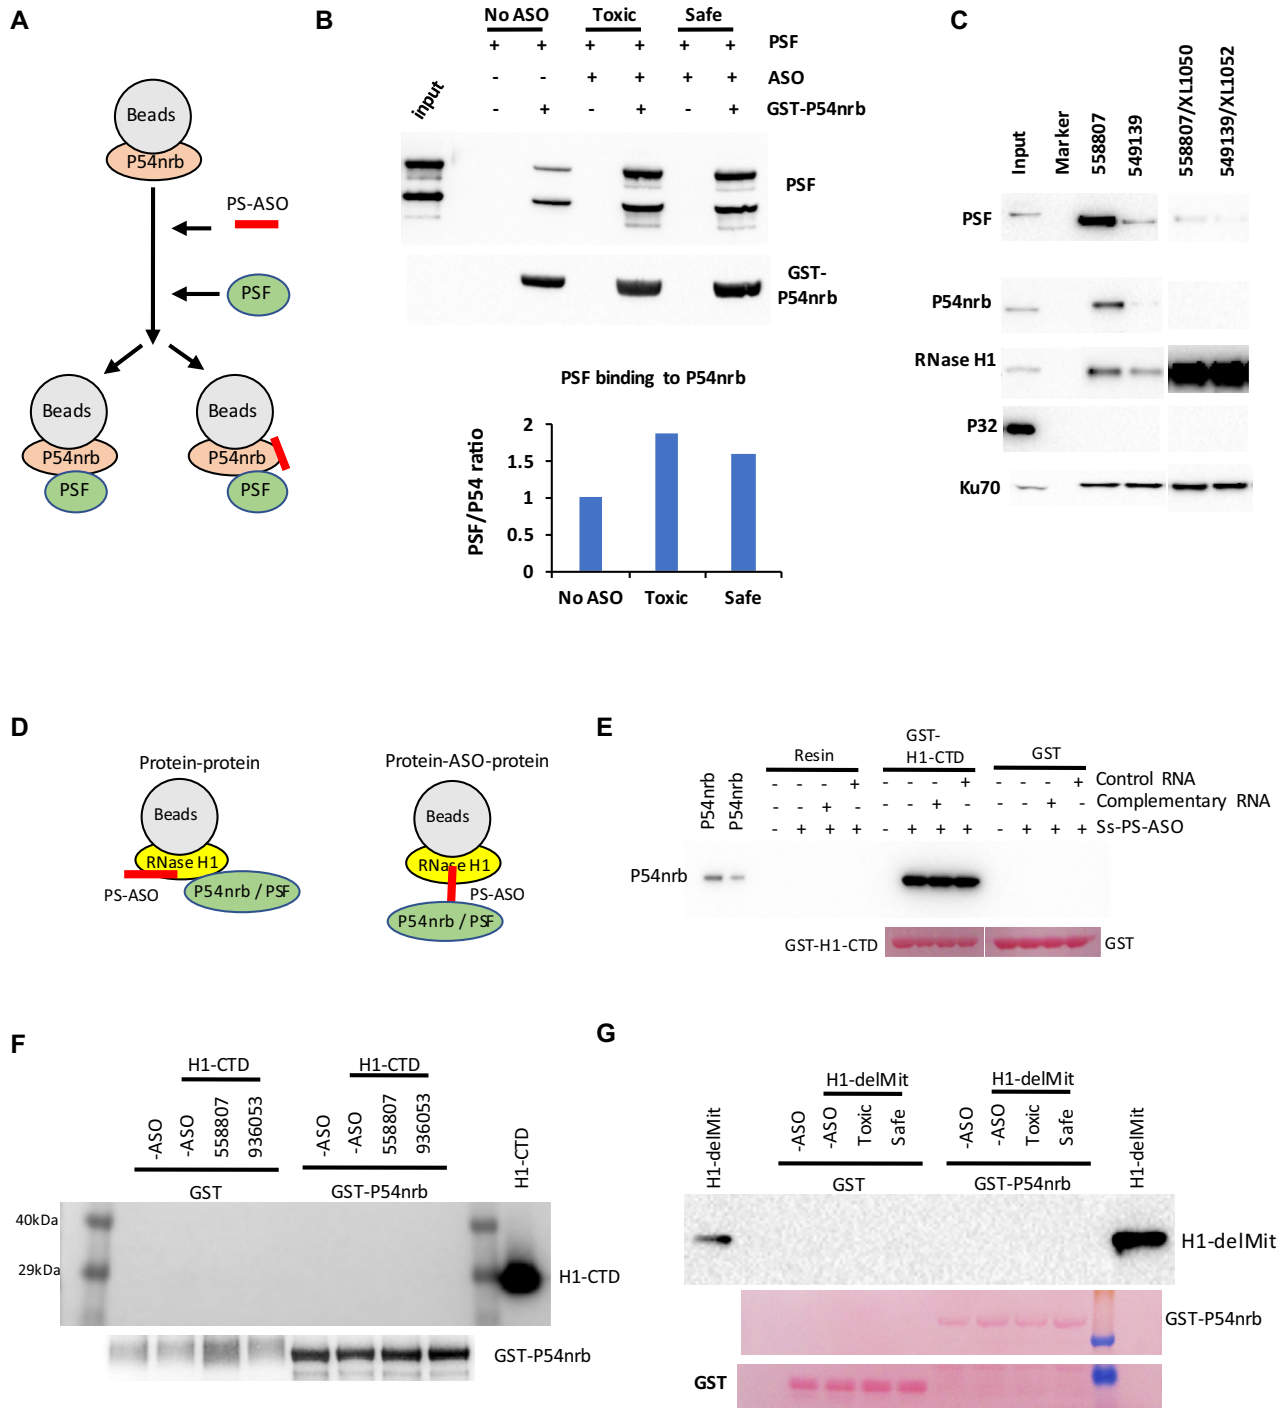 A
Beads
P54nrb
PS-ASO
PSF
Beads
P54nrb
PSF
Beads
P54nrb
PSF
B
No ASO Toxic Safe
+ + + + + + PSF
- - + + + + ASO
- + - + - + GST-P54nrb
input
PSF
GST-
P54nrb
PSF binding to P54nrb
PSF/P54 ratio
2
1.5
1
0.5
0
No ASO Toxic Safe
C
Input
Marker
558807
549139
558807/XL1050
549139/XL1052
PSF
P54nrb
RNase H1
P32
Ku70
D
Protein-protein
Beads
RNase H1
PS-ASO
P54nrb / PSF
Protein-ASO-protein
Beads
RNase H1
PS-ASO
P54nrb / PSF
E
P54nrb
P54nrb
Resin
GST-
H1-CTD
GST
- - - + - - - + - - - + Control RNA
- - + - - - + - - - + - Complementary RNA
- + + + - + + + - + + + Ss-PS-ASO
P54nrb
GST-H1-CTD
GST
F
H1-CTD
H1-CTD
-ASO
-ASO
558807
936053
-ASO
-ASO
558807
936053
H1-CTD
GST
GST-P54nrb
40kDa
29kDa
H1-CTD
GST-P54nrb
G
H1-delMit
H1-delMit
H1-delMit
-ASO
-ASO
Toxic
Safe
-ASO
-ASO
Toxic
Safe
H1-delMit
GST
GST-P54nrb
H1-delMit
GST-P54nrb
GST